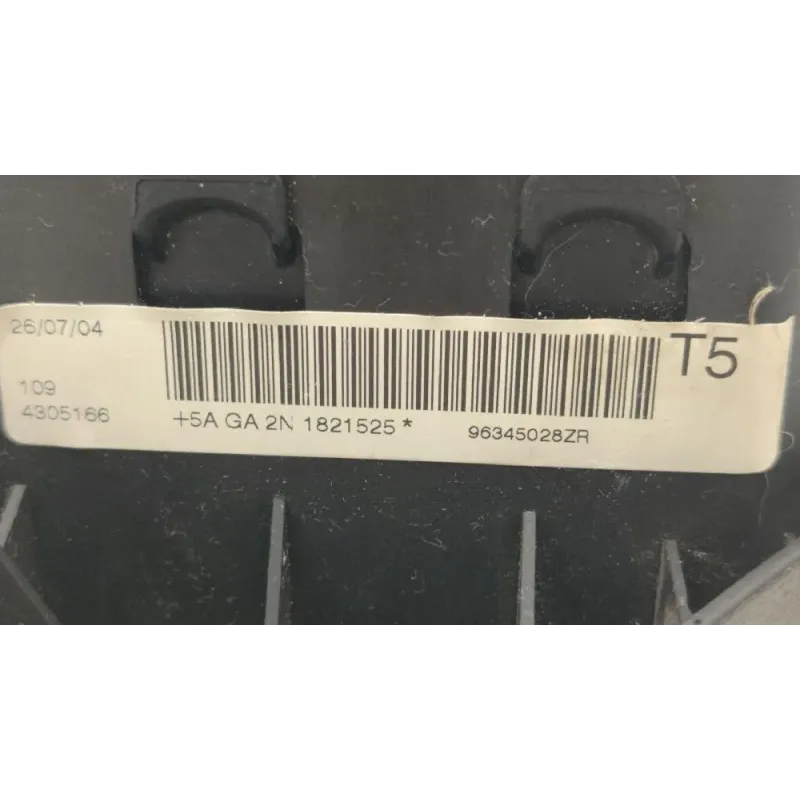 26/07/04
T5
109
4305166
+5A GA 2N 1821525*
96345028ZR